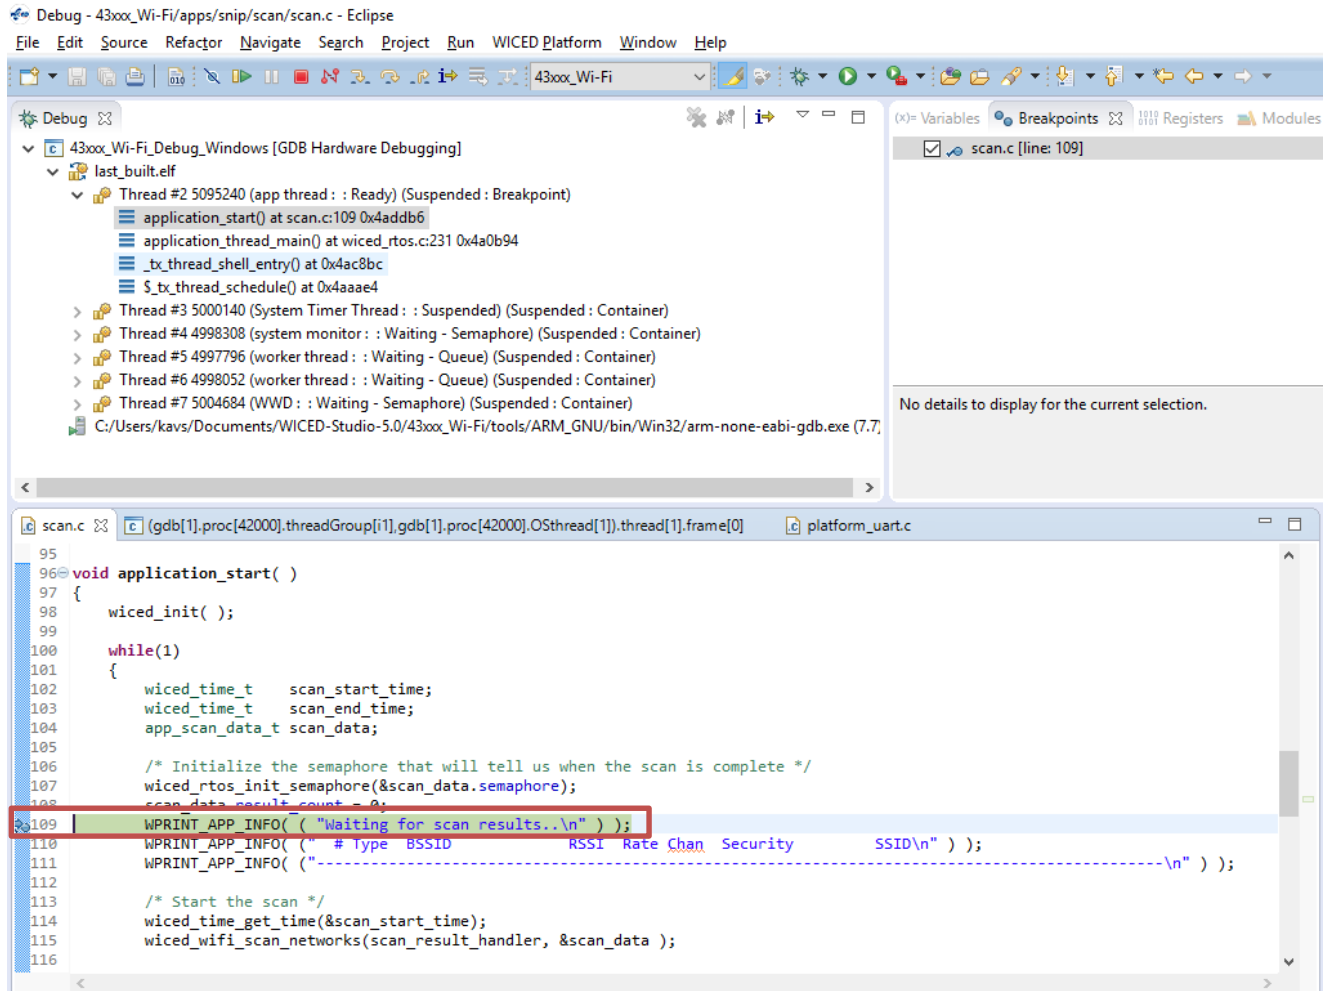 Debug - 43xxx_Wi-Fi/apps/snip/scan/scan.c - Eclipse
File Edit Source Refactor Navigate Search Project Run WICED Platform Window Help
010 43xxx_Wi-Fi
Debug
(x)= Variables Breakpoints Registers Modules
43xxx_Wi-Fi_Debug_Windows [GDB Hardware Debugging]
scan.c [line: 109]
last_built.elf
Thread #2 5095240 (app thread : : Ready) (Suspended : Breakpoint)
application_start() at scan.c:109 0x4addb6
application_thread_main() at wiced_rtos.c:231 0x4a0b94
_tx_thread_shell_entry() at 0x4ac8bc
$_tx_thread_schedule() at 0x4aaae4
Thread #3 5000140 (System Timer Thread : : Suspended) (Suspended : Container)
Thread #4 4998308 (system monitor : : Waiting - Semaphore) (Suspended : Container)
Thread #5 4997796 (worker thread : : Waiting - Queue) (Suspended : Container)
Thread #6 4998052 (worker thread : : Waiting - Queue) (Suspended : Container)
Thread #7 5004684 (WWD : : Waiting - Semaphore) (Suspended : Container)
C:/Users/kavs/Documents/WICED-Studio-5.0/43xxx_Wi-Fi/tools/ARM_GNU/bin/Win32/arm-none-eabi-gdb.exe (7.7
No details to display for the current selection.
scan.c (gdb[1].proc[42000].threadGroup[i1],gdb[1].proc[42000].OSthread[1]).thread[1].frame[0] platform_uart.c
95
96 void application_start( )
97 {
98 wiced_init( );
99
100 while(1)
101 {
102 wiced_time_t scan_start_time;
103 wiced_time_t scan_end_time;
104 app_scan_data_t scan_data;
105
106 /* Initialize the semaphore that will tell us when the scan is complete */
107 wiced_rtos_init_semaphore(&scan_data.semaphore);
108 scan_data.result_count = 0;
109 WPRINT_APP_INFO( ( "Waiting for scan results..\n" ) );
110 WPRINT_APP_INFO( (" # Type BSSID RSSI Rate Chan Security SSID\n" ) );
111 WPRINT_APP_INFO( ("----------------------------------------------------------------------------------------------\n" ) );
112
113 /* Start the scan */
114 wiced_time_get_time(&scan_start_time);
115 wiced_wifi_scan_networks(scan_result_handler, &scan_data );
116